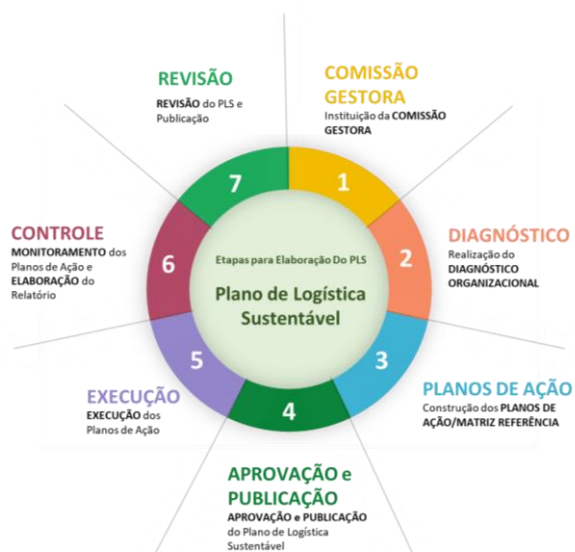 Etapas para Elaboração Do PLS
Plano de Logística
Sustentável
1
COMISSÃO
GESTORA
Instituição da COMISSÃO
GESTORA
2
DIAGNÓSTICO
Realização do
DIAGNÓSTICO
ORGANIZACIONAL
3
PLANOS DE AÇÃO
Construção dos PLANOS DE
AÇÃO/MATRIZ REFERÊNCIA
4
APROVAÇÃO e
PUBLICAÇÃO
APROVAÇÃO e PUBLICAÇÃO
do Plano de Logística
Sustentável
5
EXECUÇÃO
EXECUÇÃO dos
Planos de Ação
6
CONTROLE
MONITORAMENTO dos
Planos de Ação e
ELABORAÇÃO do
Relatório
7
REVISÃO
REVISÃO do PLS e
Publicação